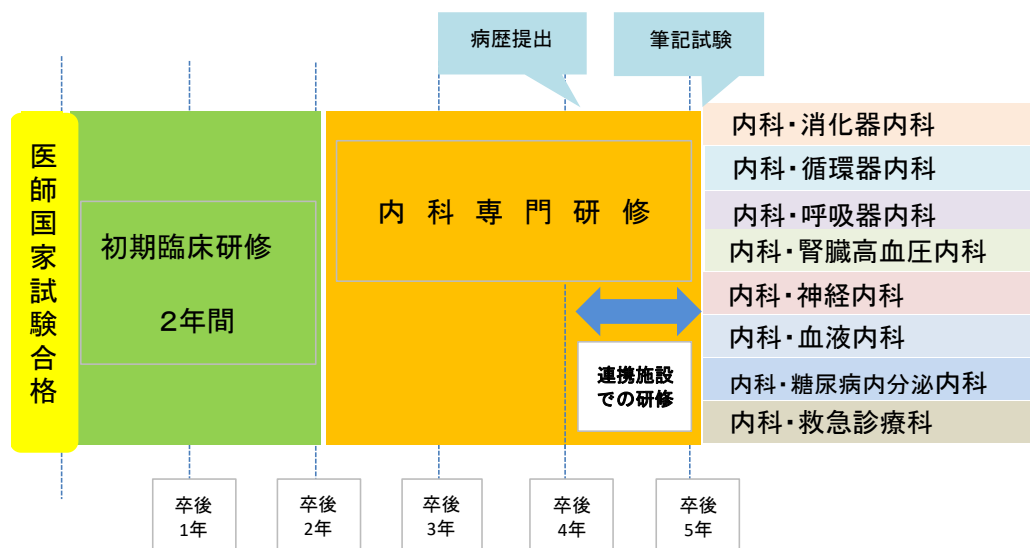 病歴提出
筆記試験
医師国家試験合格
初期臨床研修
2年間
内科専門研修
連携施設
での研修
内科・消化器内科
内科・循環器内科
内科・呼吸器内科
内科・腎臓高血圧内科
内科・神経内科
内科・血液内科
内科・糖尿病内分泌内科
内科・救急診療科
卒後
1年
卒後
2年
卒後
3年
卒後
4年
卒後
5年